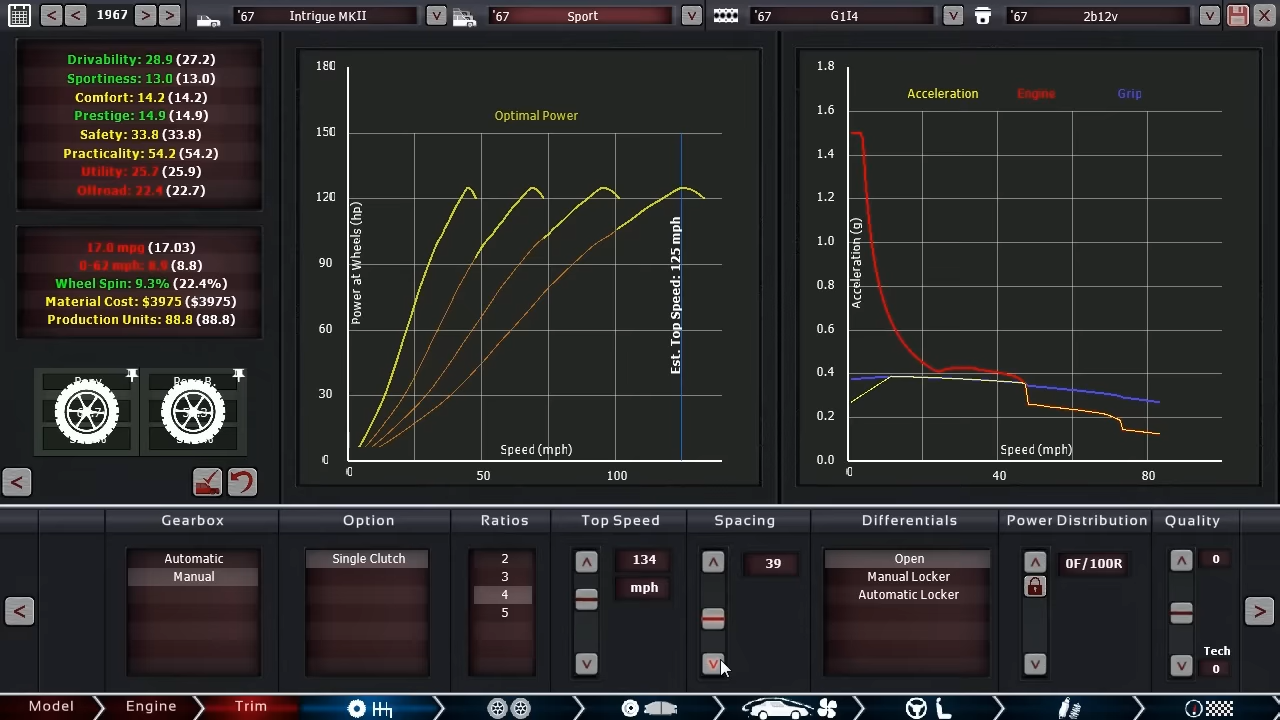 < < 1967 > >
'67 Intrigue MKII v
'67 Sport v
'67 G1I4 v
'67 2b12v v
Drivability: 28.9 (27.2)
Sportiness: 13.0 (13.0)
Comfort: 14.2 (14.2)
Prestige: 14.9 (14.9)
Safety: 33.8 (33.8)
Practicality: 54.2 (54.2)
Utility: 25.7 (25.9)
Offroad: 22.4 (22.7)
17.0 mpg (17.03)
0-62 mph: 8.9 (8.8)
Wheel Spin: 9.3% (22.4%)
Material Cost: $3975 ($3975)
Production Units: 88.8 (88.8)
180
150
120
90
60
30
0
Power at Wheels (hp)
Optimal Power
Est. Top Speed: 125 mph
Speed (mph)
0 50 100
1.8
1.6
1.4
1.2
1.0
0.8
0.6
0.4
0.2
0.0
Acceleration (g)
Acceleration Engine Grip
Speed (mph)
0 40 80
Gearbox
Automatic
Manual
Option
Single Clutch
Ratios
2
3
4
5
Top Speed
134
mph
Spacing
39
Differentials
Open
Manual Locker
Automatic Locker
Power Distribution
0F/100R
Quality
0
Tech
0
Model Engine Trim